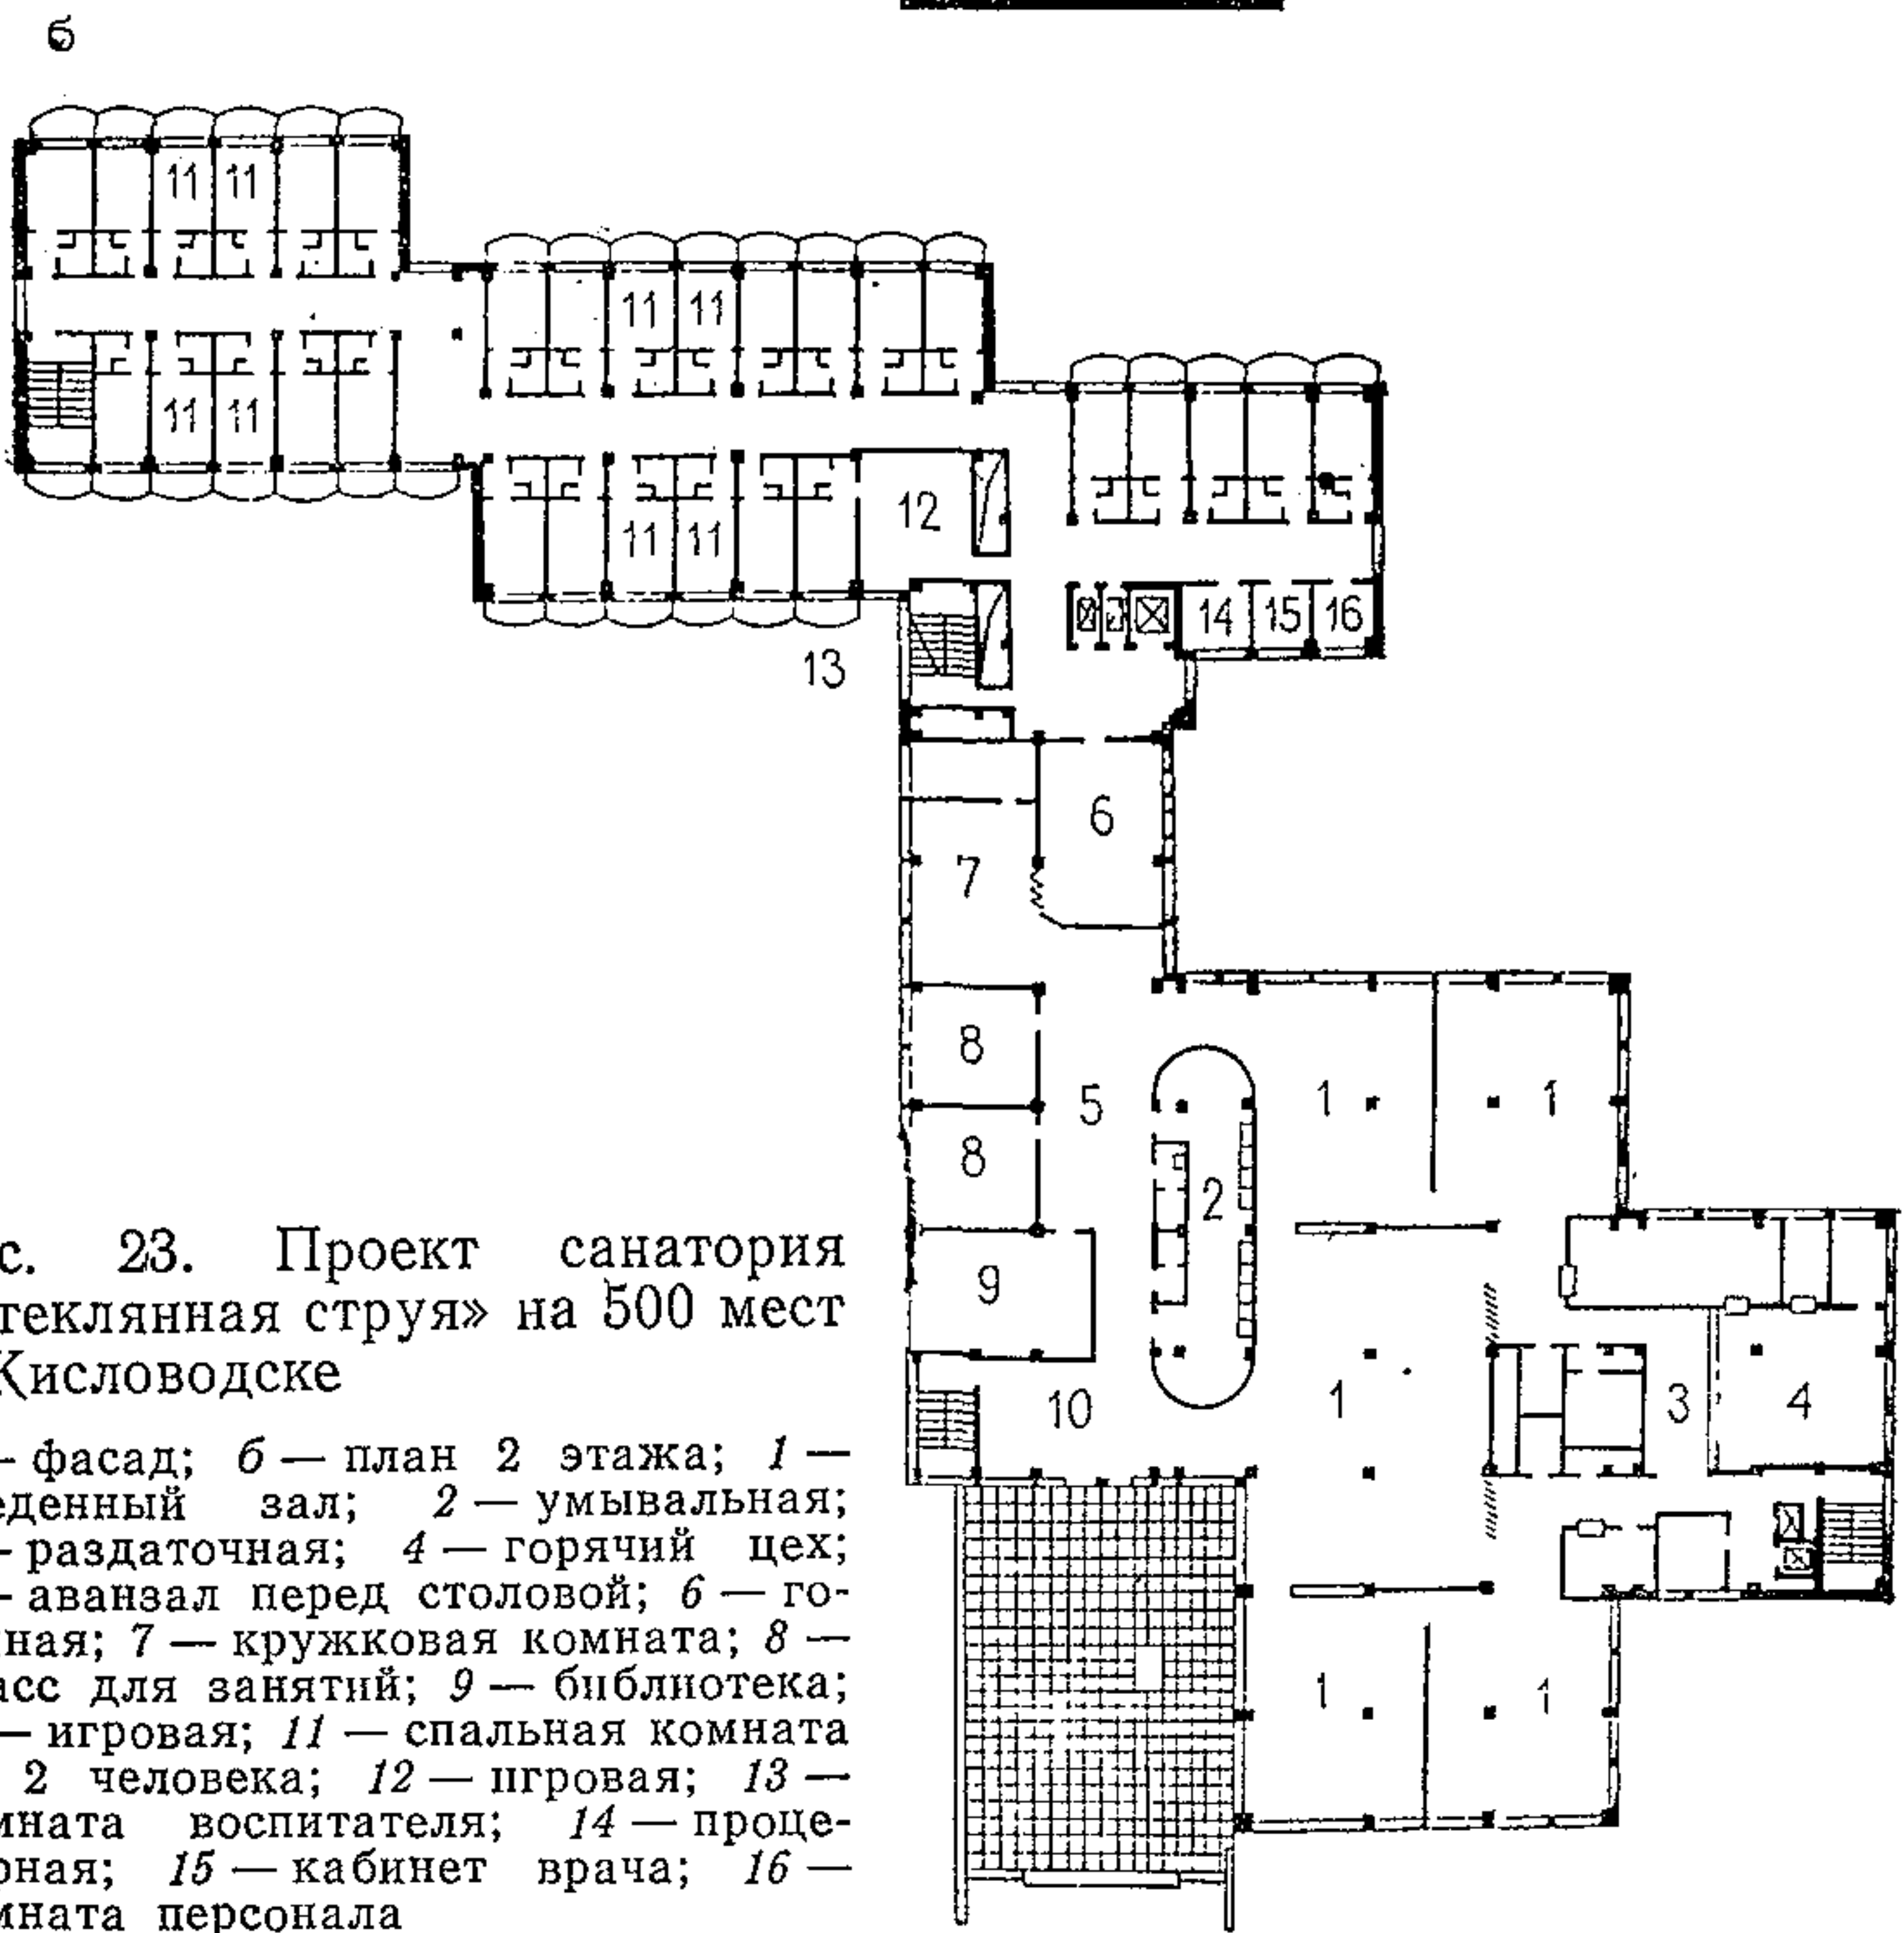 б
11 11
11 11
11 11
12
11 11
14 15 16
13
6
7
8
5 1 1
8
2
9
1 3 4
10
1 1
с. 23. Проект санатория
теклянная струя» на 500 мест
Кисловодске
— фасад; б — план 2 этажа; 1 —
еденный зал; 2 — умывальная;
— раздаточная; 4 — горячий цех;
— аванзал перед столовой; 6 — го-
ная; 7 — кружковая комната; 8 —
асс для занятий; 9 — библиотека;
— игровая; 11 — спальная комната
2 человека; 12 — игровая; 13 —
мната воспитателя; 14 — проце-
рная; 15 — кабинет врача; 16 —
мната персонала